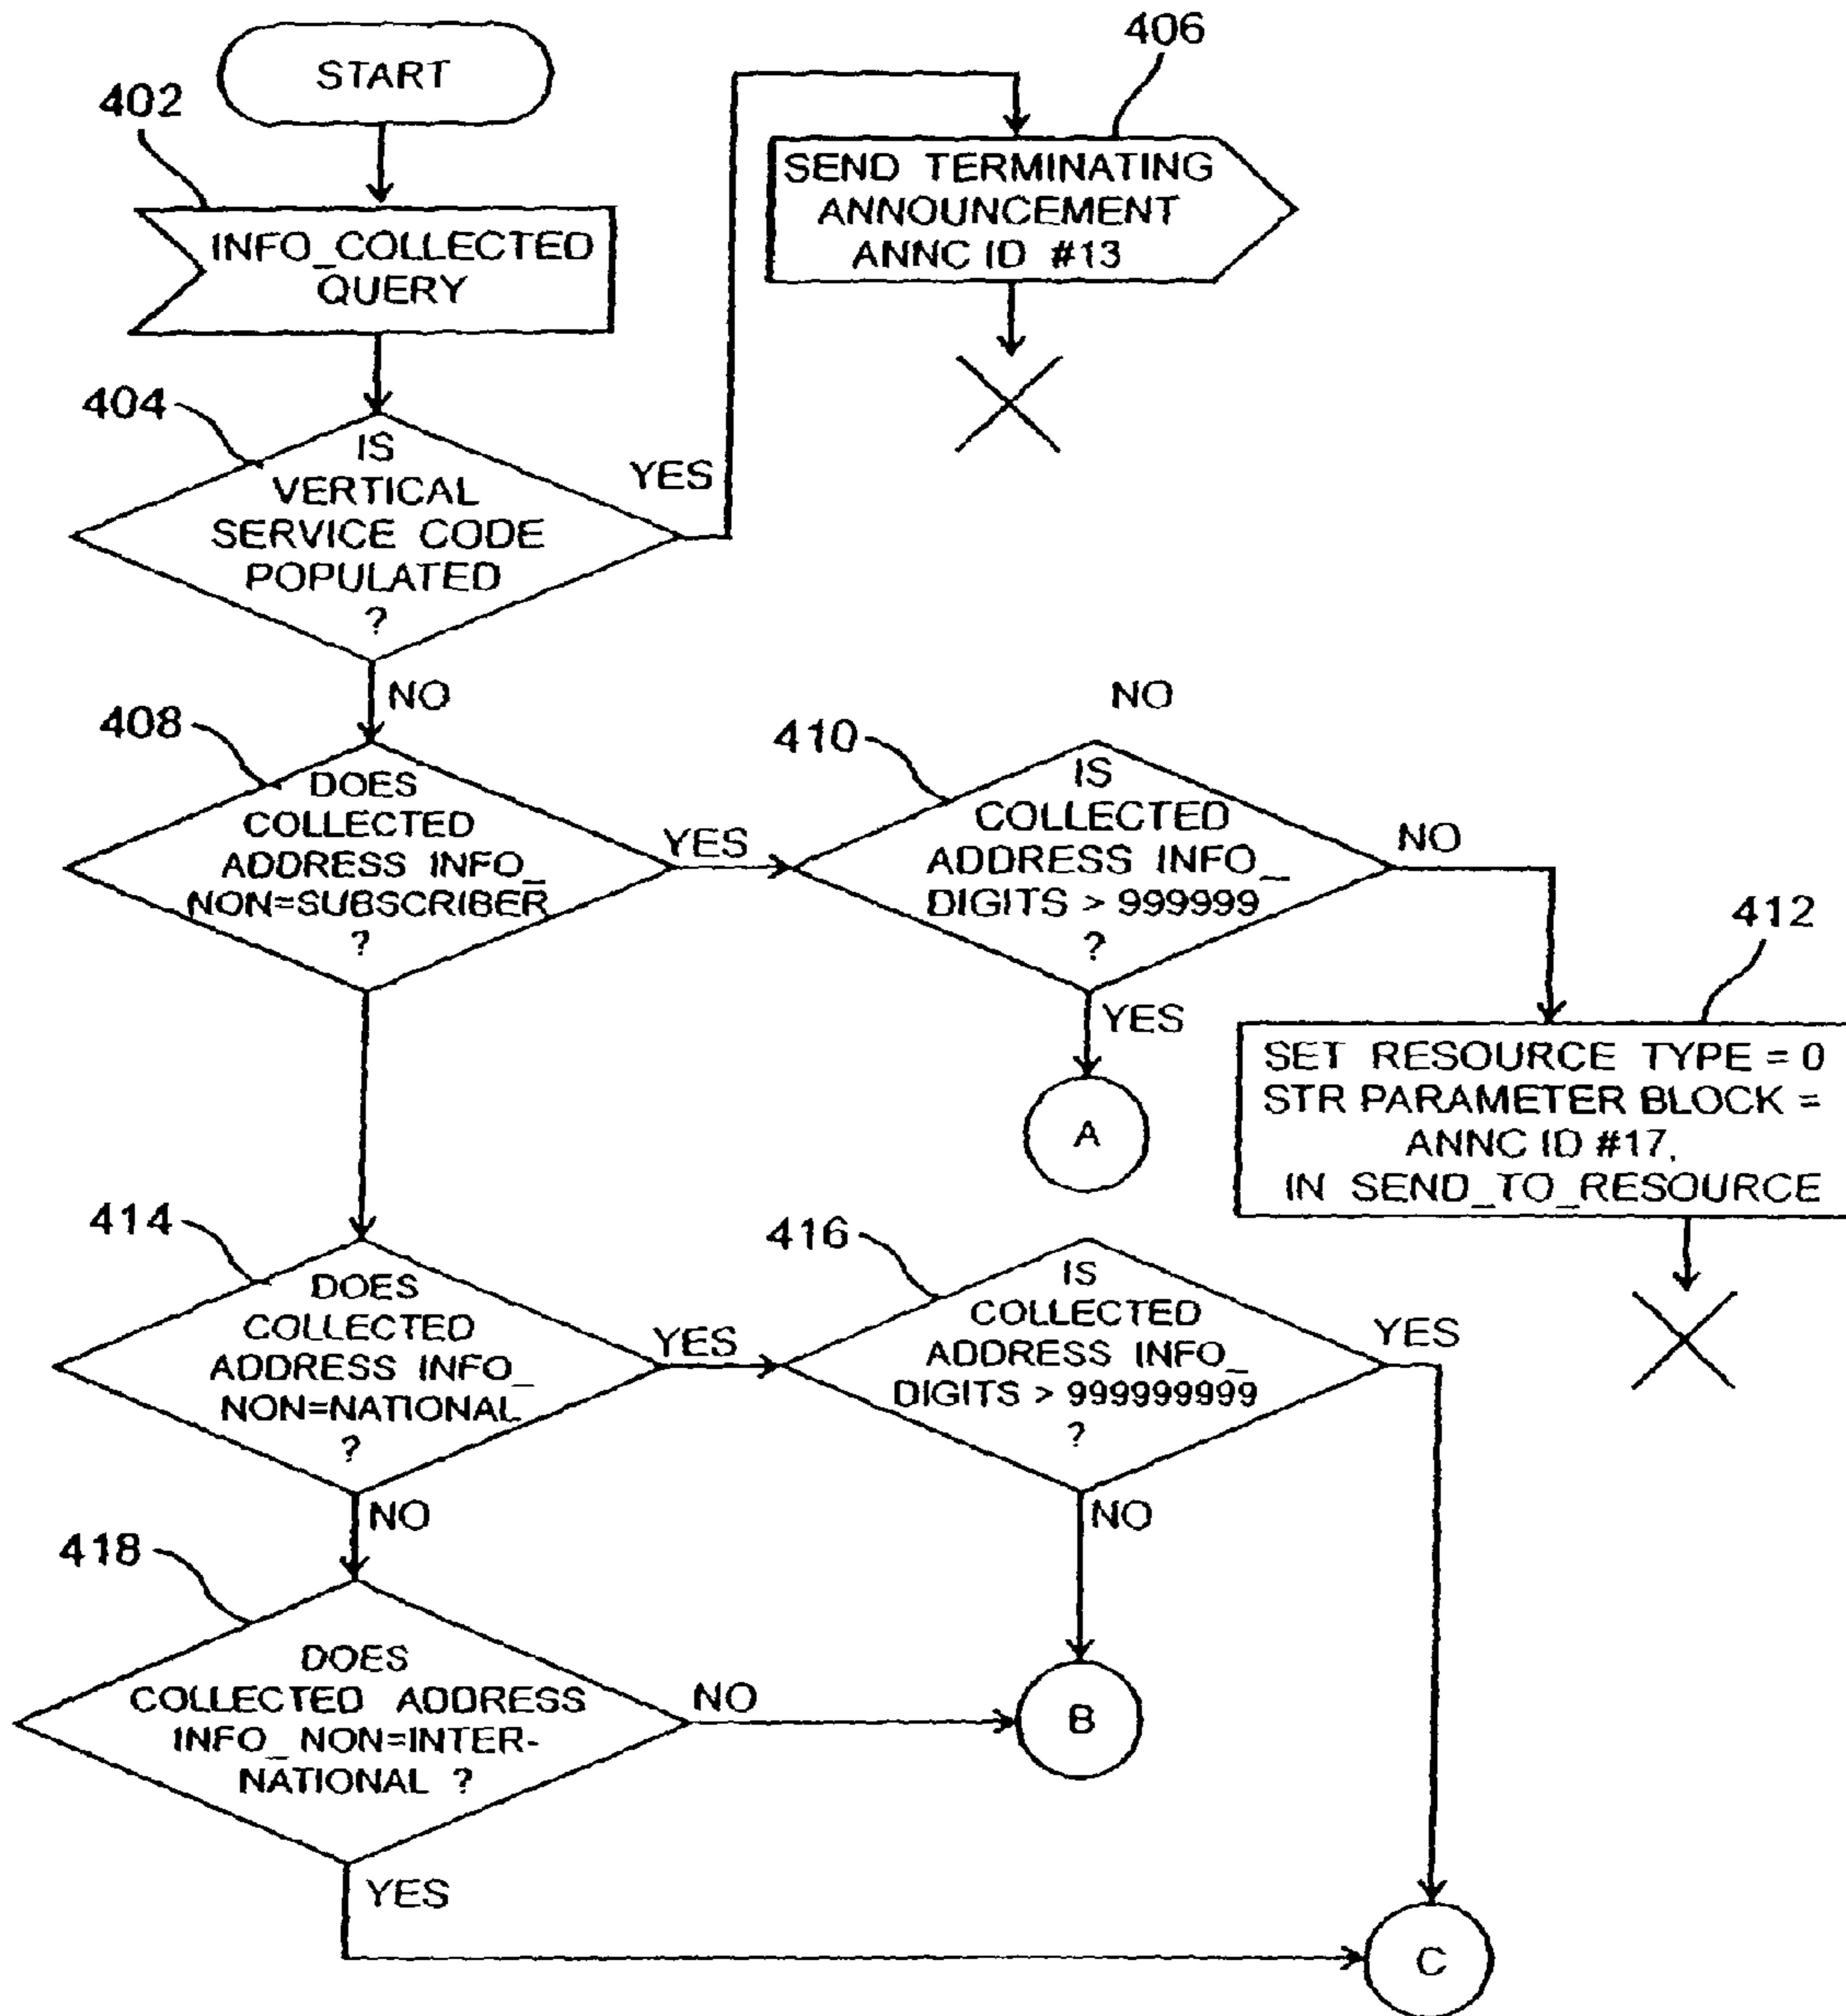 START
402
INFO_COLLECTED
QUERY
406
SEND TERMINATING
ANNOUNCEMENT
ANNC ID #13
404
IS
VERTICAL
SERVICE CODE
POPULATED
?
YES
NO
408
DOES
COLLECTED
ADDRESS INFO_
NON=SUBSCRIBER
?
YES
NO
410
IS
COLLECTED
ADDRESS INFO_
DIGITS > 999999
?
NO
YES
A
412
SET RESOURCE TYPE = 0
STR PARAMETER BLOCK =
ANNC ID #17,
IN SEND_TO_RESOURCE
414
DOES
COLLECTED
ADDRESS INFO_
NON=NATIONAL
?
YES
NO
416
IS
COLLECTED
ADDRESS INFO_
DIGITS > 999999999
?
YES
NO
418
DOES
COLLECTED ADDRESS
INFO_NON=INTER-
NATIONAL ?
NO
B
YES
C